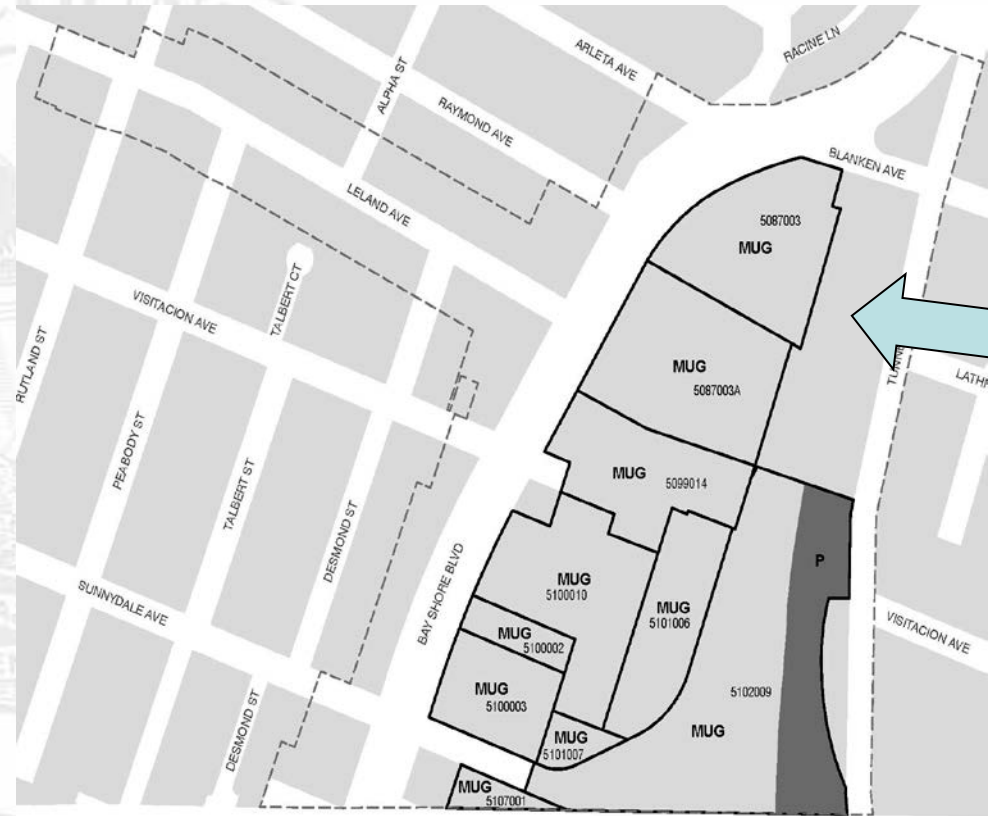 ARLETA AVE
RACINE LN
ALPHA ST
RAYMOND AVE
BLANKEN AVE
LELAND AVE
5087003
MUG
VISITACION AVE
TALBERT CT
RUTLAND ST
MUG
5087003A
PEABODY ST
TALBERT ST
DESMOND ST
MUG
5099014
P
BAY SHORE BLVD
MUG
5100010
MUG
5101006
SUNNYDALE AVE
MUG
5100002
VISITACION AVE
MUG
5100003
5102009
MUG
DESMOND ST
MUG
5101007
MUG
5107001